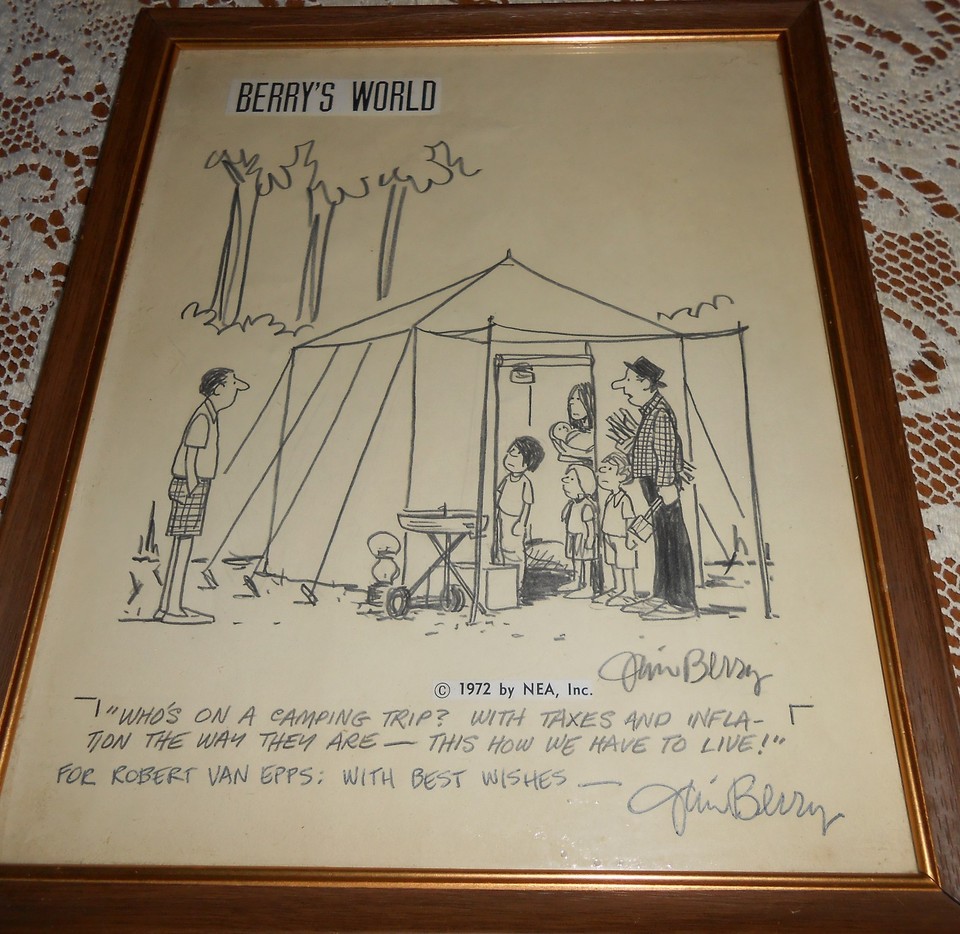 BERRY'S WORLD
Jim Berry
© 1972 by NEA, Inc.
"WHO'S ON A CAMPING TRIP? WITH TAXES AND INFLA-
TION THE WAY THEY ARE — THIS HOW WE HAVE TO LIVE!"
FOR ROBERT VAN EPPS: WITH BEST WISHES —
Jim Berry